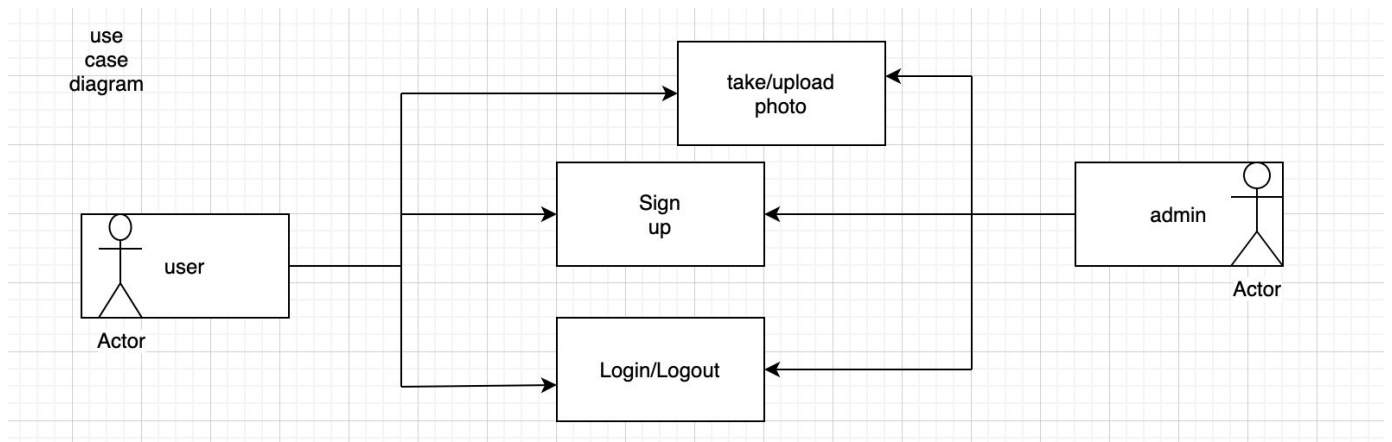 use
case
diagram
take/upload
photo
Sign
up
admin
user
Actor
Actor
Login/Logout